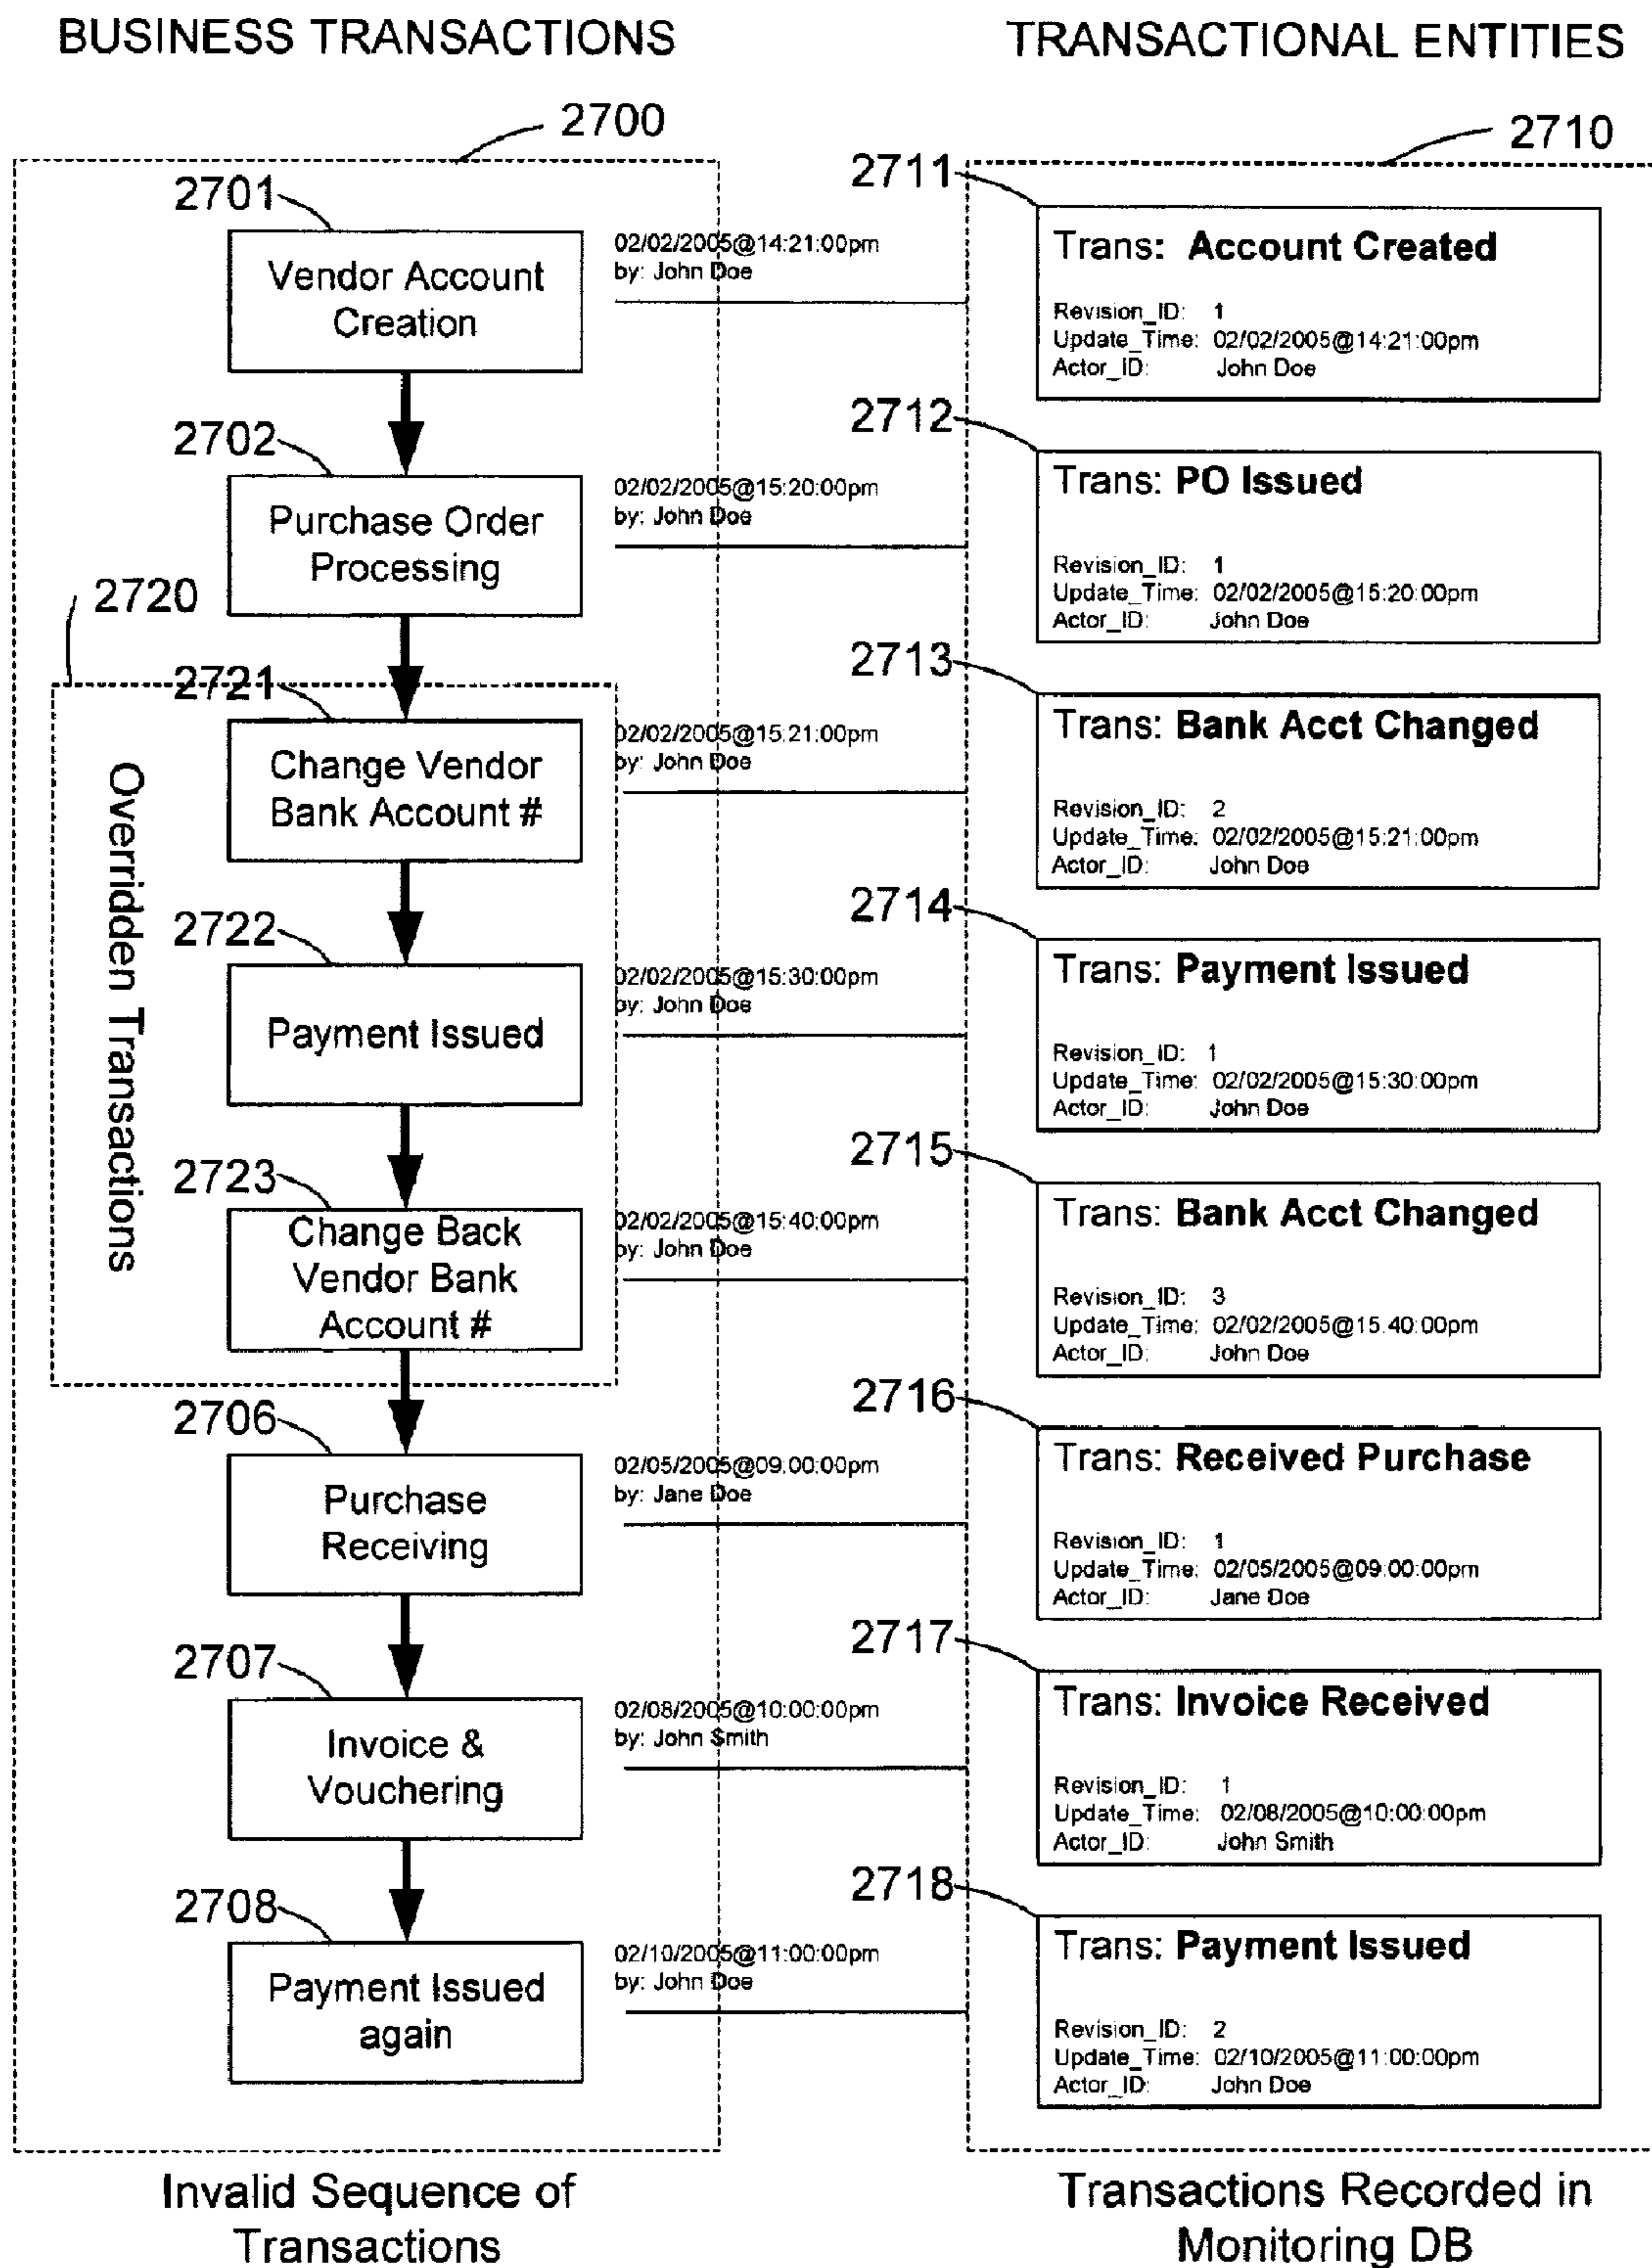 BUSINESS TRANSACTIONS
TRANSACTIONAL ENTITIES
2700
2710
2701
Vendor Account
Creation
02/02/2005@14:21:00pm
by: John Doe
2711
Trans: Account Created
Revision_ID: 1
Update_Time: 02/02/2005@14:21:00pm
Actor_ID: John Doe
2702
Purchase Order
Processing
02/02/2005@15:20:00pm
by: John Doe
2712
Trans: PO Issued
Revision_ID: 1
Update_Time: 02/02/2005@15:20:00pm
Actor_ID: John Doe
2720
Overridden Transactions
2721
Change Vendor
Bank Account #
02/02/2005@15:21:00pm
by: John Doe
2713
Trans: Bank Acct Changed
Revision_ID: 2
Update_Time: 02/02/2005@15:21:00pm
Actor_ID: John Doe
2722
Payment Issued
02/02/2005@15:30:00pm
by: John Doe
2714
Trans: Payment Issued
Revision_ID: 1
Update_Time: 02/02/2005@15:30:00pm
Actor_ID: John Doe
2723
Change Back
Vendor Bank
Account #
02/02/2005@15:40:00pm
by: John Doe
2715
Trans: Bank Acct Changed
Revision_ID: 3
Update_Time: 02/02/2005@15:40:00pm
Actor_ID: John Doe
2706
Purchase
Receiving
02/05/2005@09:00:00pm
by: Jane Doe
2716
Trans: Received Purchase
Revision_ID: 1
Update_Time: 02/05/2005@09:00:00pm
Actor_ID: Jane Doe
2707
Invoice &
Vouchering
02/08/2005@10:00:00pm
by: John Smith
2717
Trans: Invoice Received
Revision_ID: 1
Update_Time: 02/08/2005@10:00:00pm
Actor_ID: John Smith
2708
Payment Issued
again
02/10/2005@11:00:00pm
by: John Doe
2718
Trans: Payment Issued
Revision_ID: 2
Update_Time: 02/10/2005@11:00:00pm
Actor_ID: John Doe
Invalid Sequence of
Transactions
Transactions Recorded in
Monitoring DB